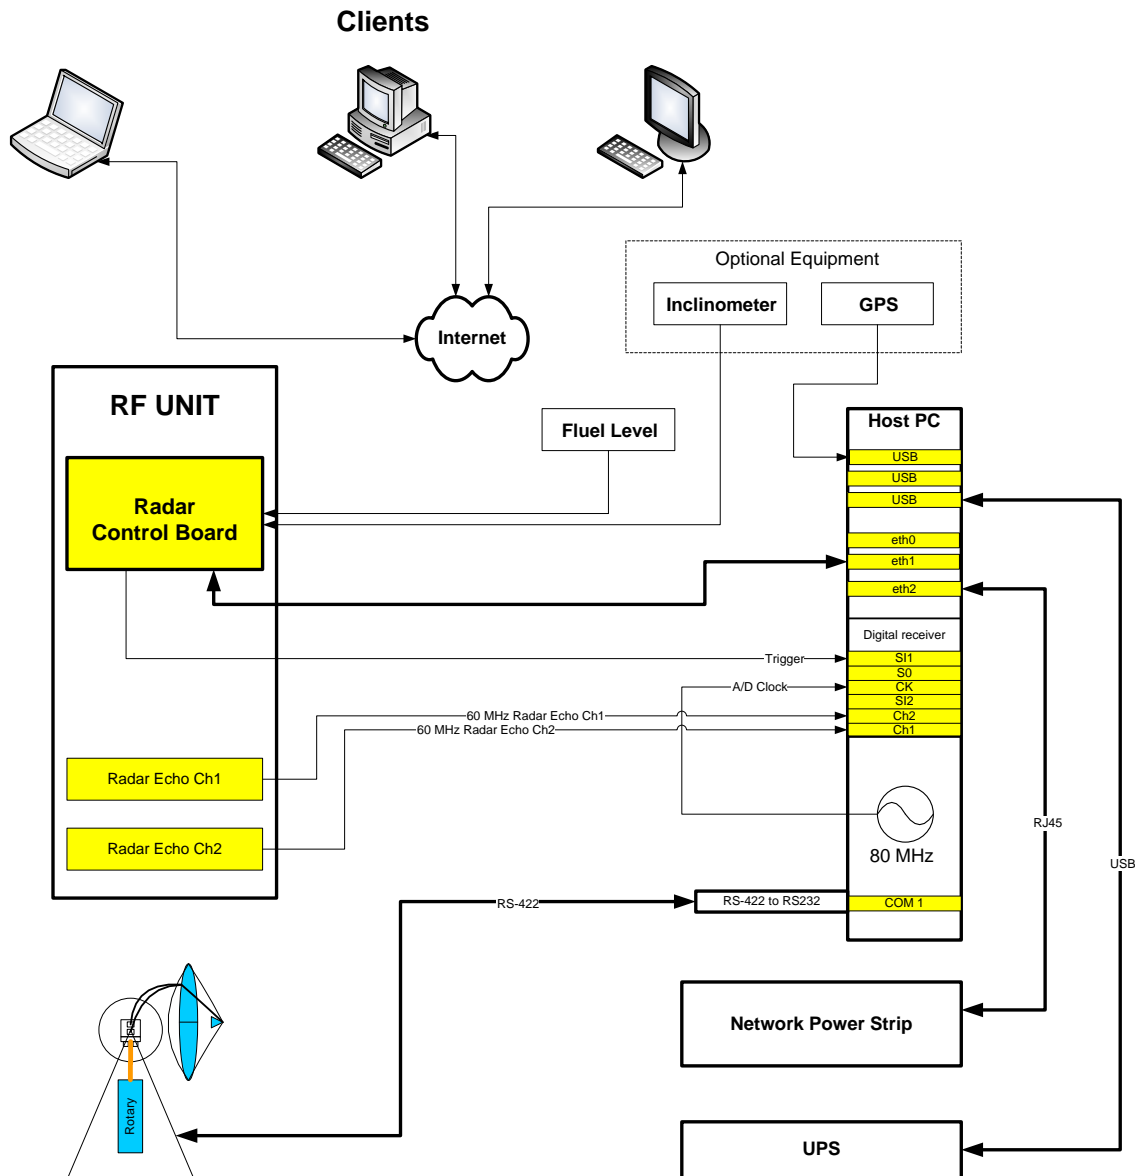 Clients
Optional Equipment
Inclinometer
GPS
Internet
RF UNIT
Fluel Level
Host PC
USB
USB
USB
Radar
Control Board
eth0
eth1
eth2
Digital receiver
Trigger
SI1
S0
A/D Clock
CK
SI2
60 MHz Radar Echo Ch1
Ch2
60 MHz Radar Echo Ch2
Ch1
Radar Echo Ch1
Radar Echo Ch2
80 MHz
RJ45
USB
RS-422
RS-422 to RS232
COM 1
Network Power Strip
Rotary
UPS